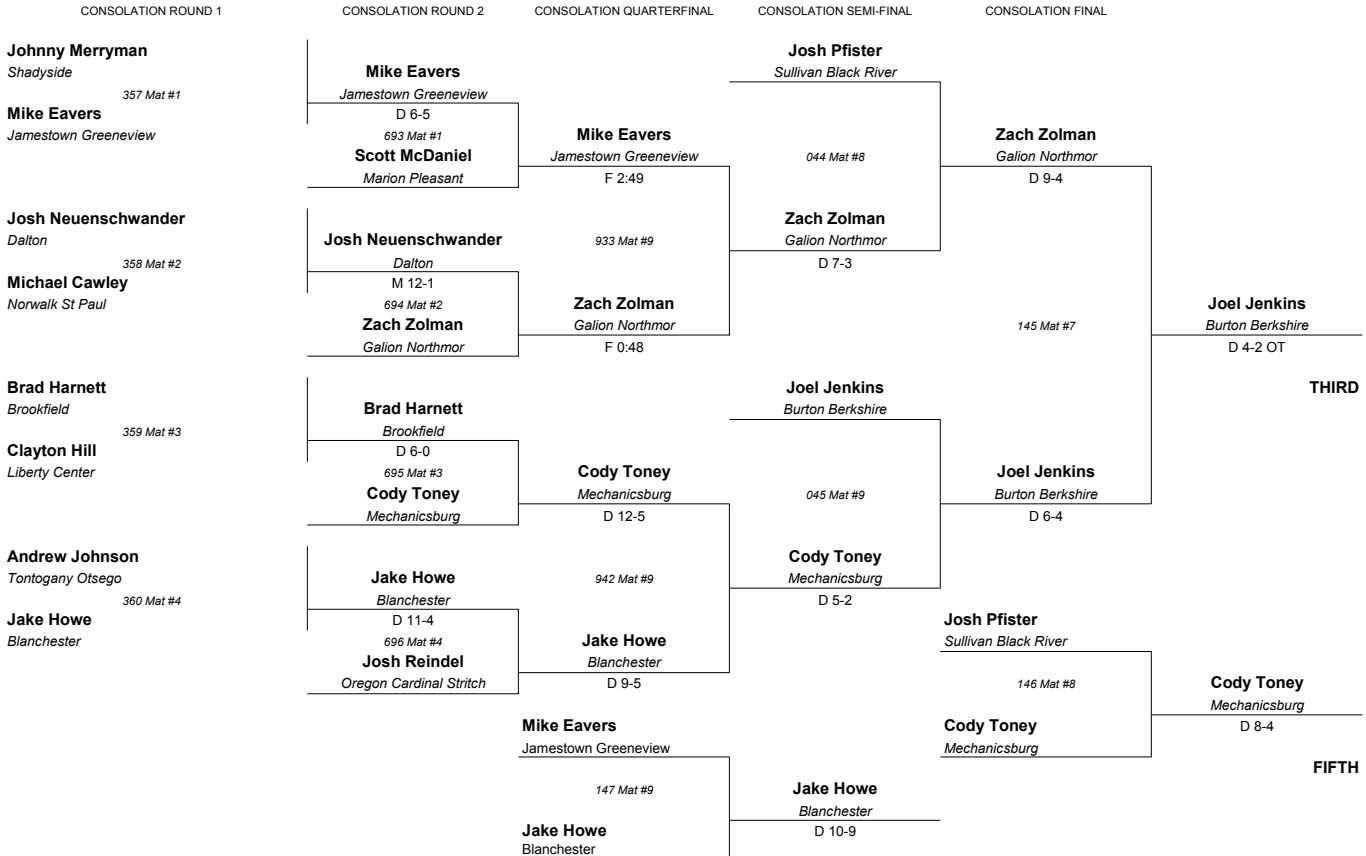 CONSOLATION ROUND 1
CONSOLATION ROUND 2
CONSOLATION QUARTERFINAL
CONSOLATION SEMI-FINAL
CONSOLATION FINAL
Johnny Merryman
Shadyside
357 Mat #1
Mike Eavers
Jamestown Greeneview
Josh Neuenschwander
Dalton
358 Mat #2
Michael Cawley
Norwalk St Paul
Brad Harnett
Brookfield
359 Mat #3
Clayton Hill
Liberty Center
Andrew Johnson
Tontogany Otsego
360 Mat #4
Jake Howe
Blanchester
Mike Eavers
Jamestown Greeneview
D 6-5
693 Mat #1
Scott McDaniel
Marion Pleasant
Josh Neuenschwander
Dalton
M 12-1
694 Mat #2
Zach Zolman
Galion Northmor
Brad Harnett
Brookfield
D 6-0
695 Mat #3
Cody Toney
Mechanicsburg
Jake Howe
Blanchester
D 11-4
696 Mat #4
Josh Reindel
Oregon Cardinal Stritch
Mike Eavers
Jamestown Greeneview
F 2:49
933 Mat #9
Zach Zolman
Galion Northmor
F 0:48
Cody Toney
Mechanicsburg
D 12-5
942 Mat #9
Jake Howe
Blanchester
D 9-5
Mike Eavers
Jamestown Greeneview
147 Mat #9
Jake Howe
Blanchester
Josh Pfister
Sullivan Black River
044 Mat #8
Zach Zolman
Galion Northmor
D 7-3
Joel Jenkins
Burton Berkshire
045 Mat #9
Cody Toney
Mechanicsburg
D 5-2
Jake Howe
Blanchester
D 10-9
Zach Zolman
Galion Northmor
D 9-4
145 Mat #7
Joel Jenkins
Burton Berkshire
D 6-4
Josh Pfister
Sullivan Black River
146 Mat #8
Cody Toney
Mechanicsburg
Joel Jenkins
Burton Berkshire
D 4-2 OT
THIRD
Cody Toney
Mechanicsburg
D 8-4
FIFTH